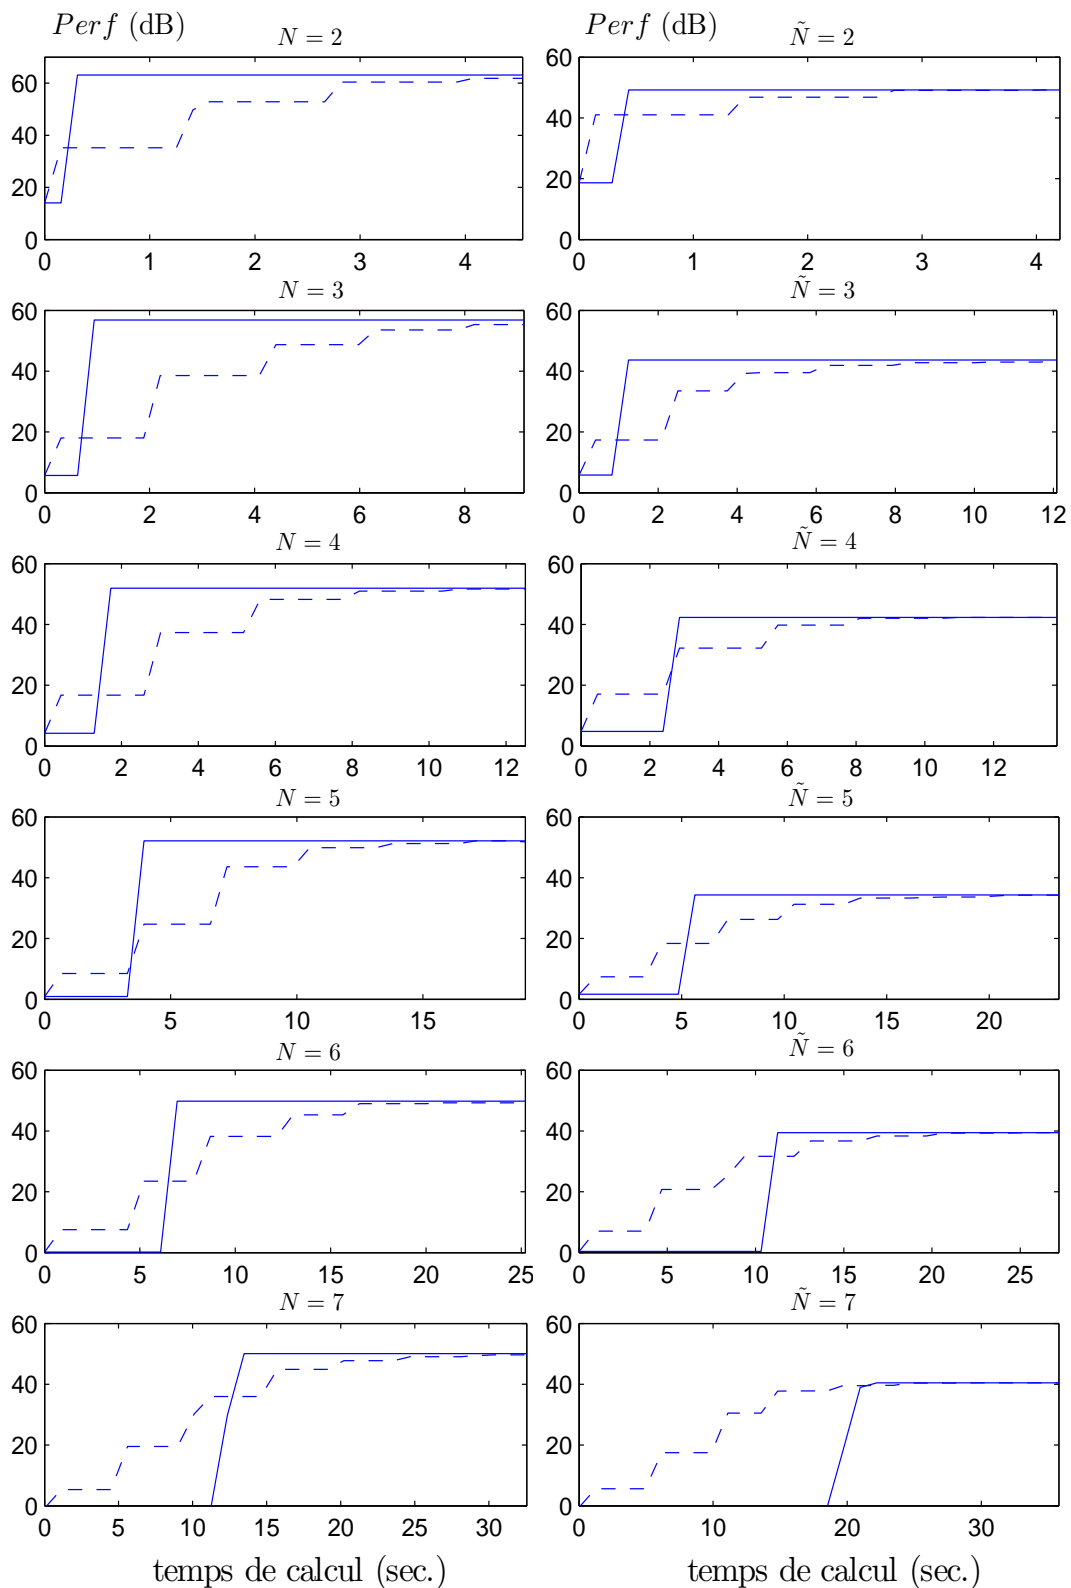 Perf (dB) Perf (dB)
N = 2 Ñ = 2
60 60
40 40
20 20
0 0
0 1 2 3 4 0 1 2 3 4
N = 3 Ñ = 3
60 60
40 40
20 20
0 0
0 2 4 6 8 0 2 4 6 8 10 12
N = 4 Ñ = 4
60 60
40 40
20 20
0 0
0 2 4 6 8 10 12 0 2 4 6 8 10 12
N = 5 Ñ = 5
60 60
40 40
20 20
0 0
0 5 10 15 0 5 10 15 20
N = 6 Ñ = 6
60 60
40 40
20 20
0 0
0 5 10 15 20 25 0 5 10 15 20 25
N = 7 Ñ = 7
60 60
40 40
20 20
0 0
0 5 10 15 20 25 30 0 10 20 30
temps de calcul (sec.) temps de calcul (sec.)